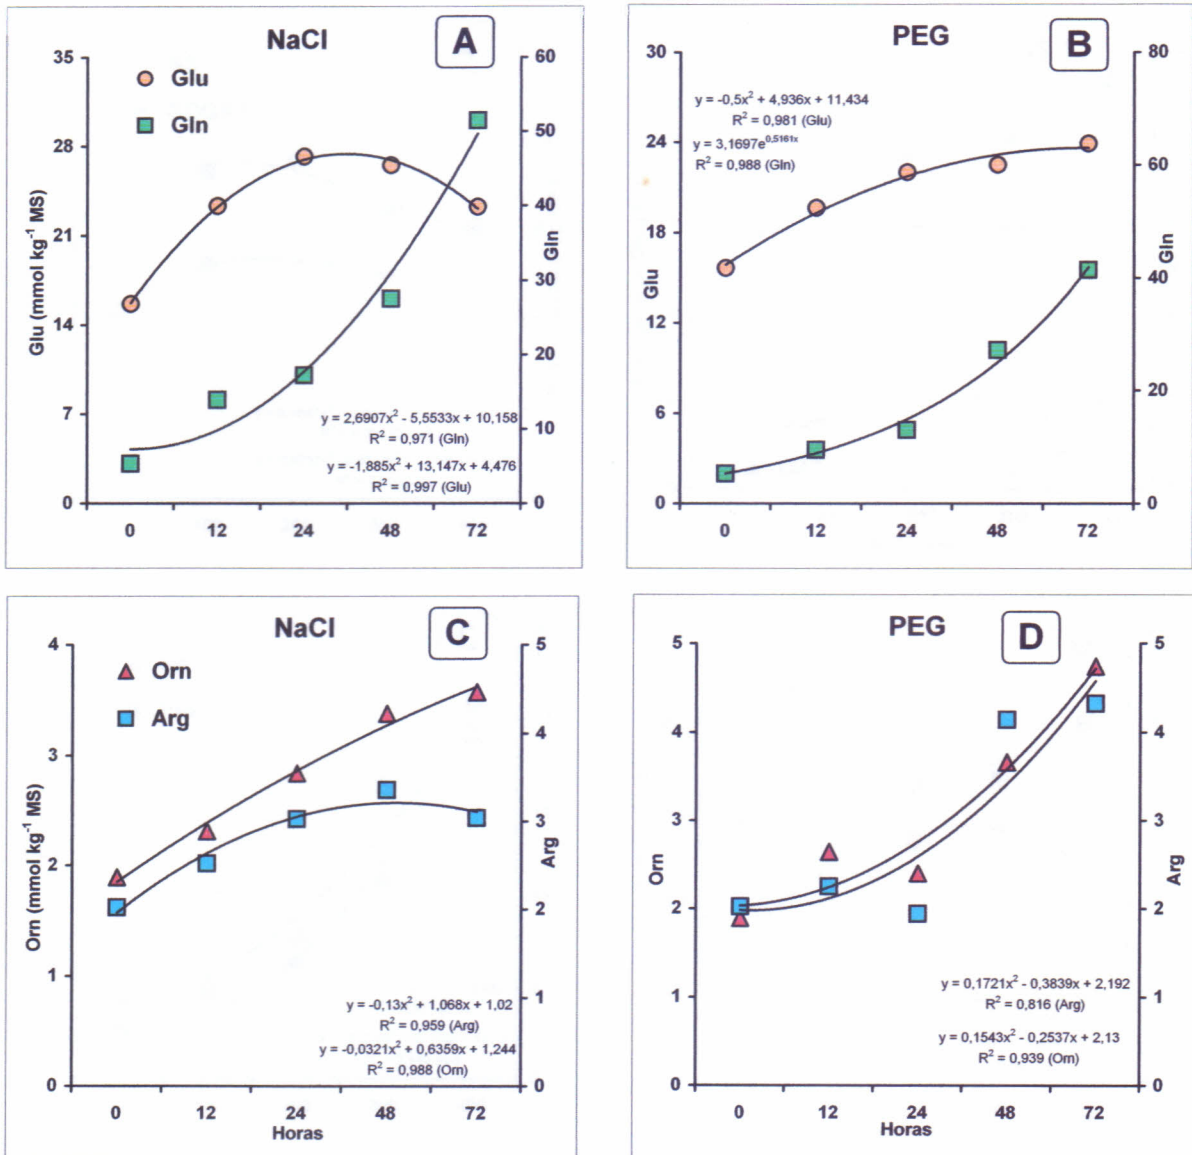 NaCl
A
Glu
Gln
35
28
21
14
7
0
60
50
40
30
20
10
0
Glu (mmol kg⁻¹ MS)
Gln
y = 2,6907x² - 5,5533x + 10,158
R² = 0,971 (Gln)
y = -1,885x² + 13,147x + 4,476
R² = 0,997 (Glu)
0 12 24 48 72
PEG
B
30
24
18
12
6
0
80
60
40
20
0
Glu
Gln
y = -0,5x² + 4,936x + 11,434
R² = 0,981 (Glu)
y = 3,1697e^0,5161x
R² = 0,988 (Gln)
0 12 24 48 72
NaCl
C
Orn
Arg
4
3
2
1
0
5
4
3
2
1
0
Orn (mmol kg⁻¹ MS)
Arg
y = -0,13x² + 1,068x + 1,02
R² = 0,959 (Arg)
y = -0,0321x² + 0,6359x + 1,244
R² = 0,988 (Orn)
0 12 24 48 72
Horas
PEG
D
5
4
3
2
1
0
5
4
3
2
1
0
Orn
Arg
y = 0,1721x² - 0,3839x + 2,192
R² = 0,816 (Arg)
y = 0,1543x² - 0,2537x + 2,13
R² = 0,939 (Orn)
0 12 24 48 72
Horas